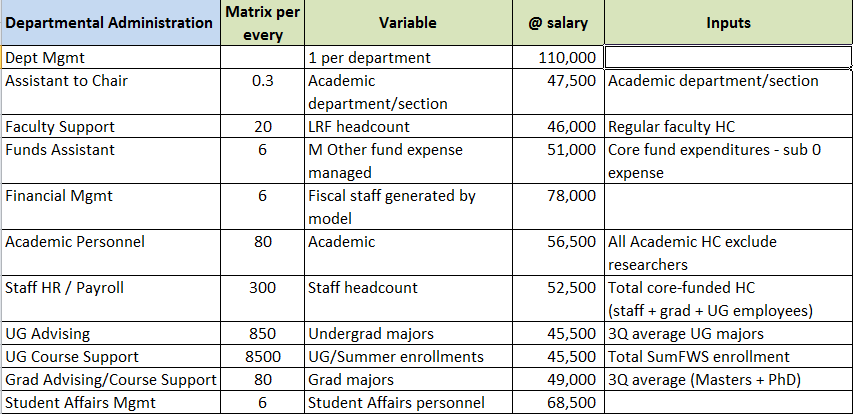 Departmental Administration Matrix per every Variable @ salary Inputs
Dept Mgmt 1 per department 110,000
Assistant to Chair 0.3 Academic 47,500 Academic department/section
department/section
Faculty Support 20 LRF headcount 46,000 Regular faculty HC
Funds Assistant 6 M Other fund expense 51,000 Core fund expenditures - sub 0
managed expense
Financial Mgmt 6 Fiscal staff generated by 78,000
model
Academic Personnel 80 Academic 56,500 All Academic HC exclude
researchers
Staff HR / Payroll 300 Staff headcount 52,500 Total core-funded HC
(staff + grad + UG employees)
UG Advising 850 Undergrad majors 45,500 3Q average UG majors
UG Course Support 8500 UG/Summer enrollments 45,500 Total SumFWS enrollment
Grad Advising/Course Support 80 Grad majors 49,000 3Q average (Masters + PhD)
Student Affairs Mgmt 6 Student Affairs personnel 68,500